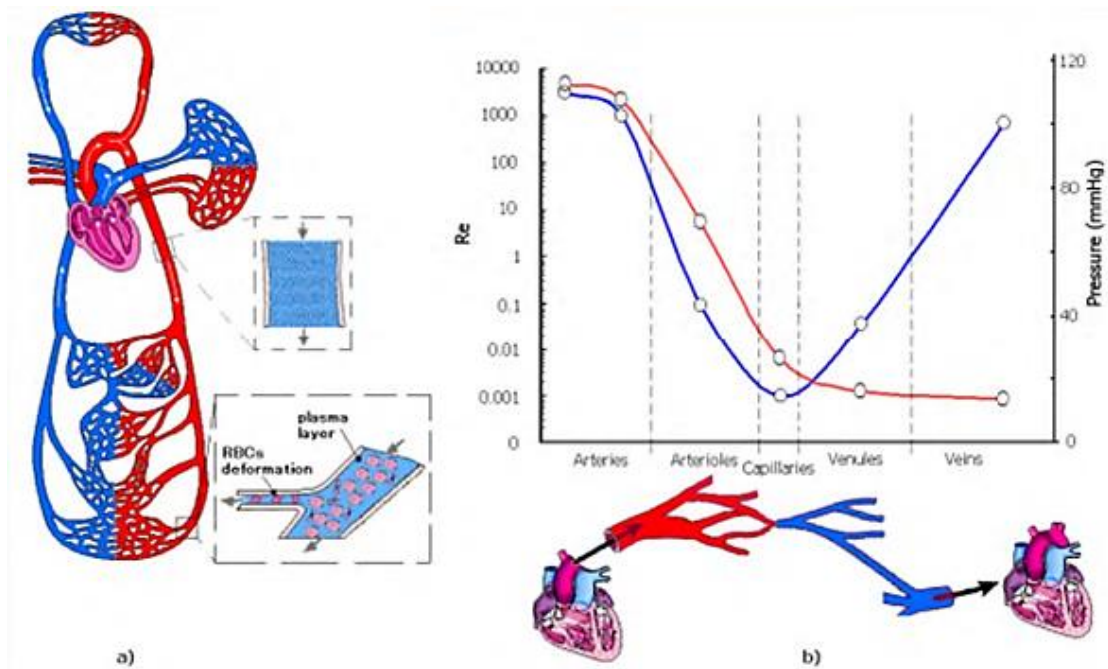 plasma
layer
RBCs
deformation
a)
10000
1000
100
10
1
0.1
0.01
0.001
0
Re
120
80
40
0
Pressure (mmHg)
Arteries
Arterioles
Capillaries
Venules
Veins
b)